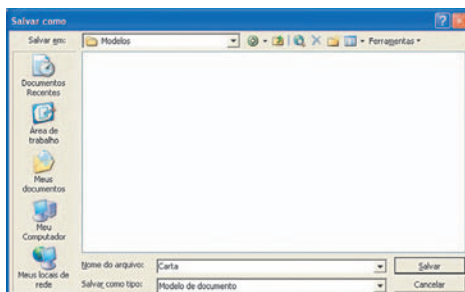 Salvar como
Salvar em:
Modelos
Ferramentas
Documentos
Recentes
Área de
trabalho
Meus
documentos
Meu
Computador
Meus locais de
rede
Nome do arquivo:
Carta
Salvar
Salvar como tipo:
Modelo de documento
Cancelar